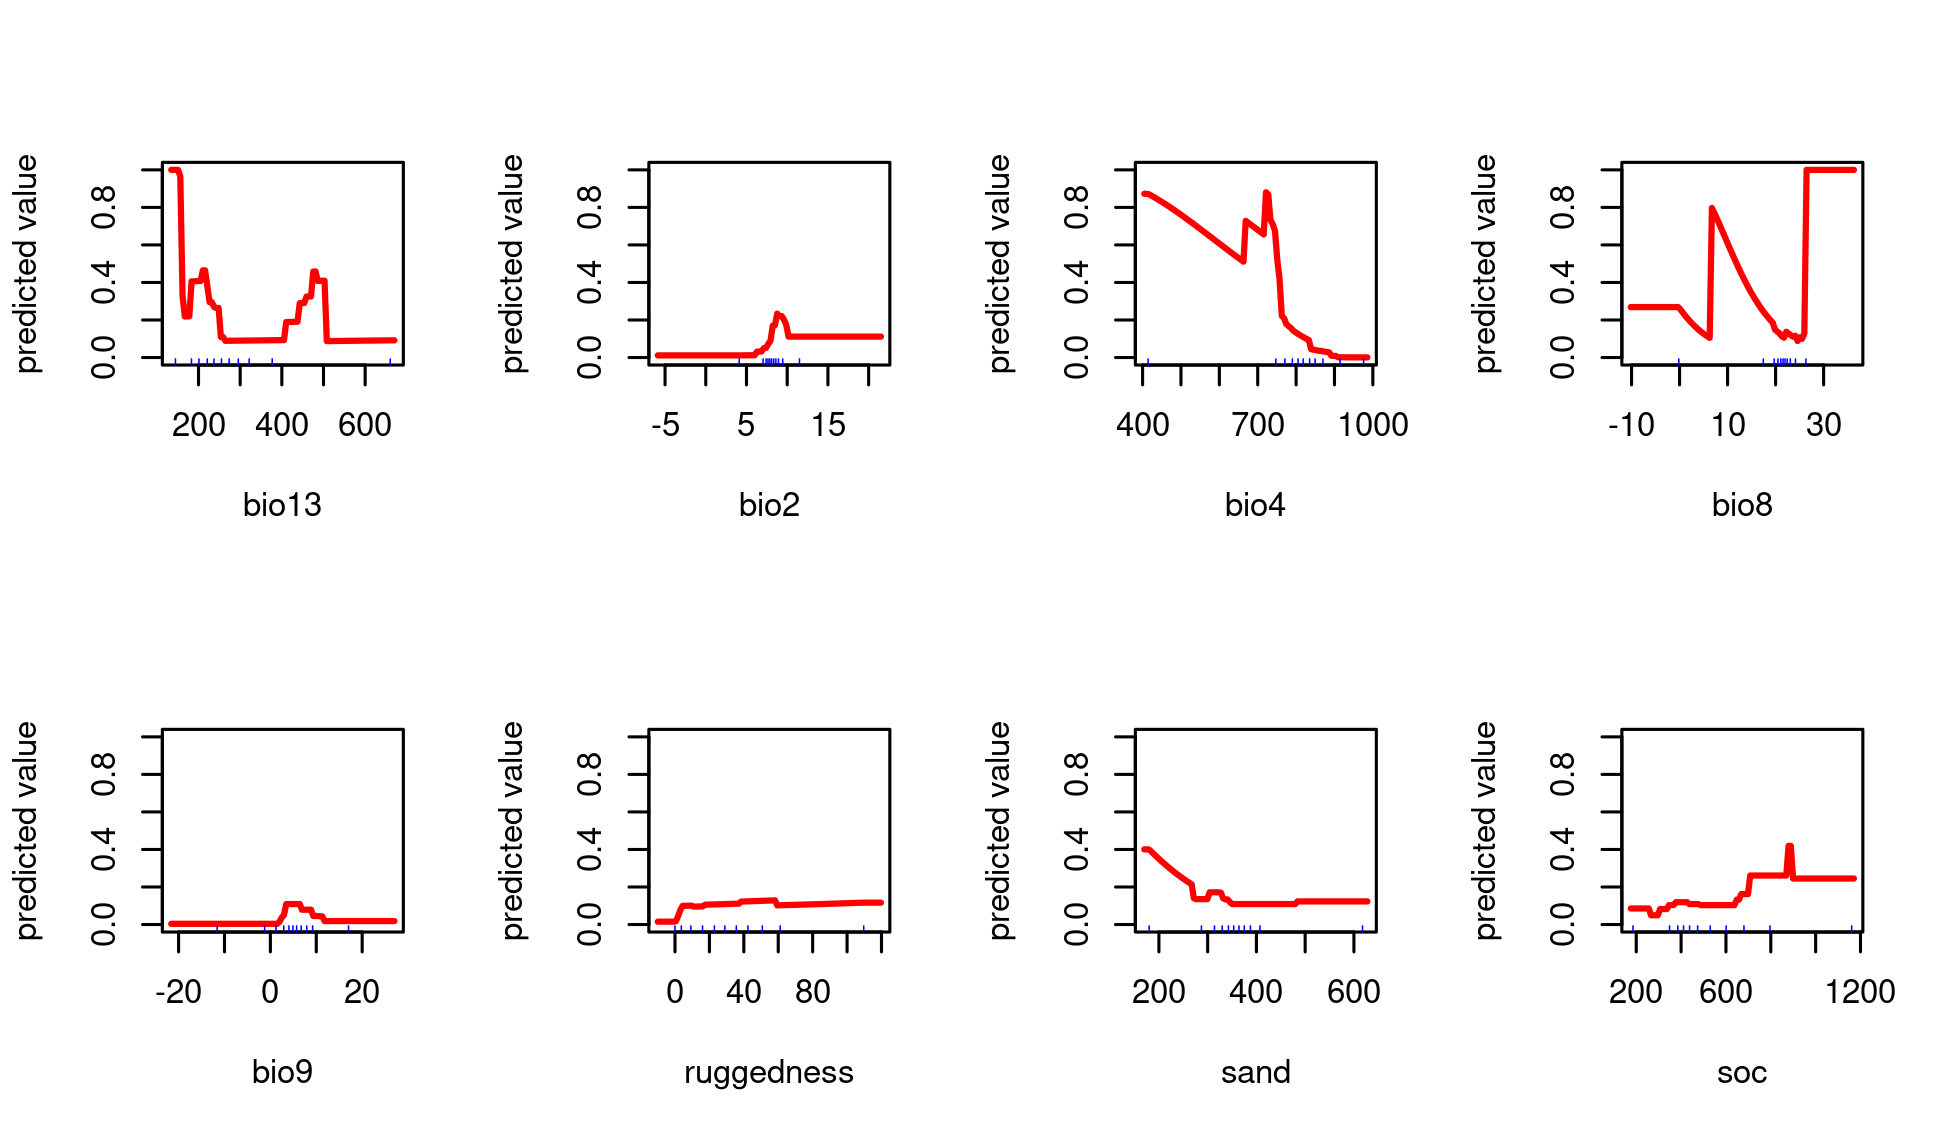 predicted value
0.0 0.4 0.8
200 400 600
bio13
predicted value
0.0 0.4 0.8
-5 5 15
bio2
predicted value
0.0 0.4 0.8
400 700 1000
bio4
predicted value
0.0 0.4 0.8
-10 10 30
bio8
predicted value
0.0 0.4 0.8
-20 0 20
bio9
predicted value
0.0 0.4 0.8
0 40 80
ruggedness
predicted value
0.0 0.4 0.8
200 400 600
sand
predicted value
0.0 0.4 0.8
200 600 1200
soc